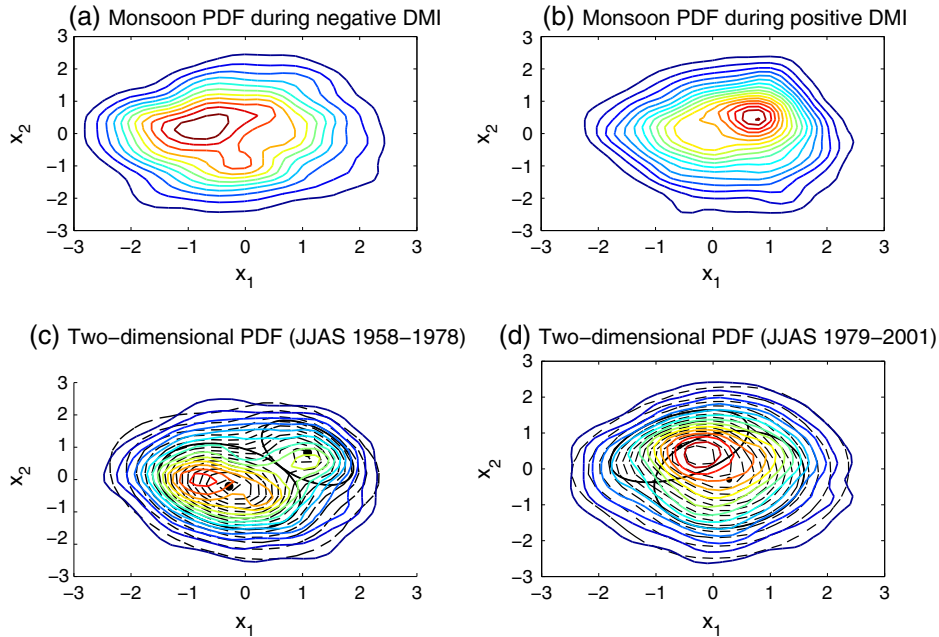 (a) Monsoon PDF during negative DMI
3
2
1
0
−1
−2
−3
x2
−3 −2 −1 0 1 2 3
x1
(b) Monsoon PDF during positive DMI
3
2
1
0
−1
−2
−3
x2
−3 −2 −1 0 1 2 3
x1
(c) Two−dimensional PDF (JJAS 1958−1978)
3
2
1
0
−1
−2
−3
x2
−3 −2 −1 0 1 2 3
x1
(d) Two−dimensional PDF (JJAS 1979−2001)
3
2
1
0
−1
−2
−3
x2
−3 −2 −1 0 1 2 3
x1